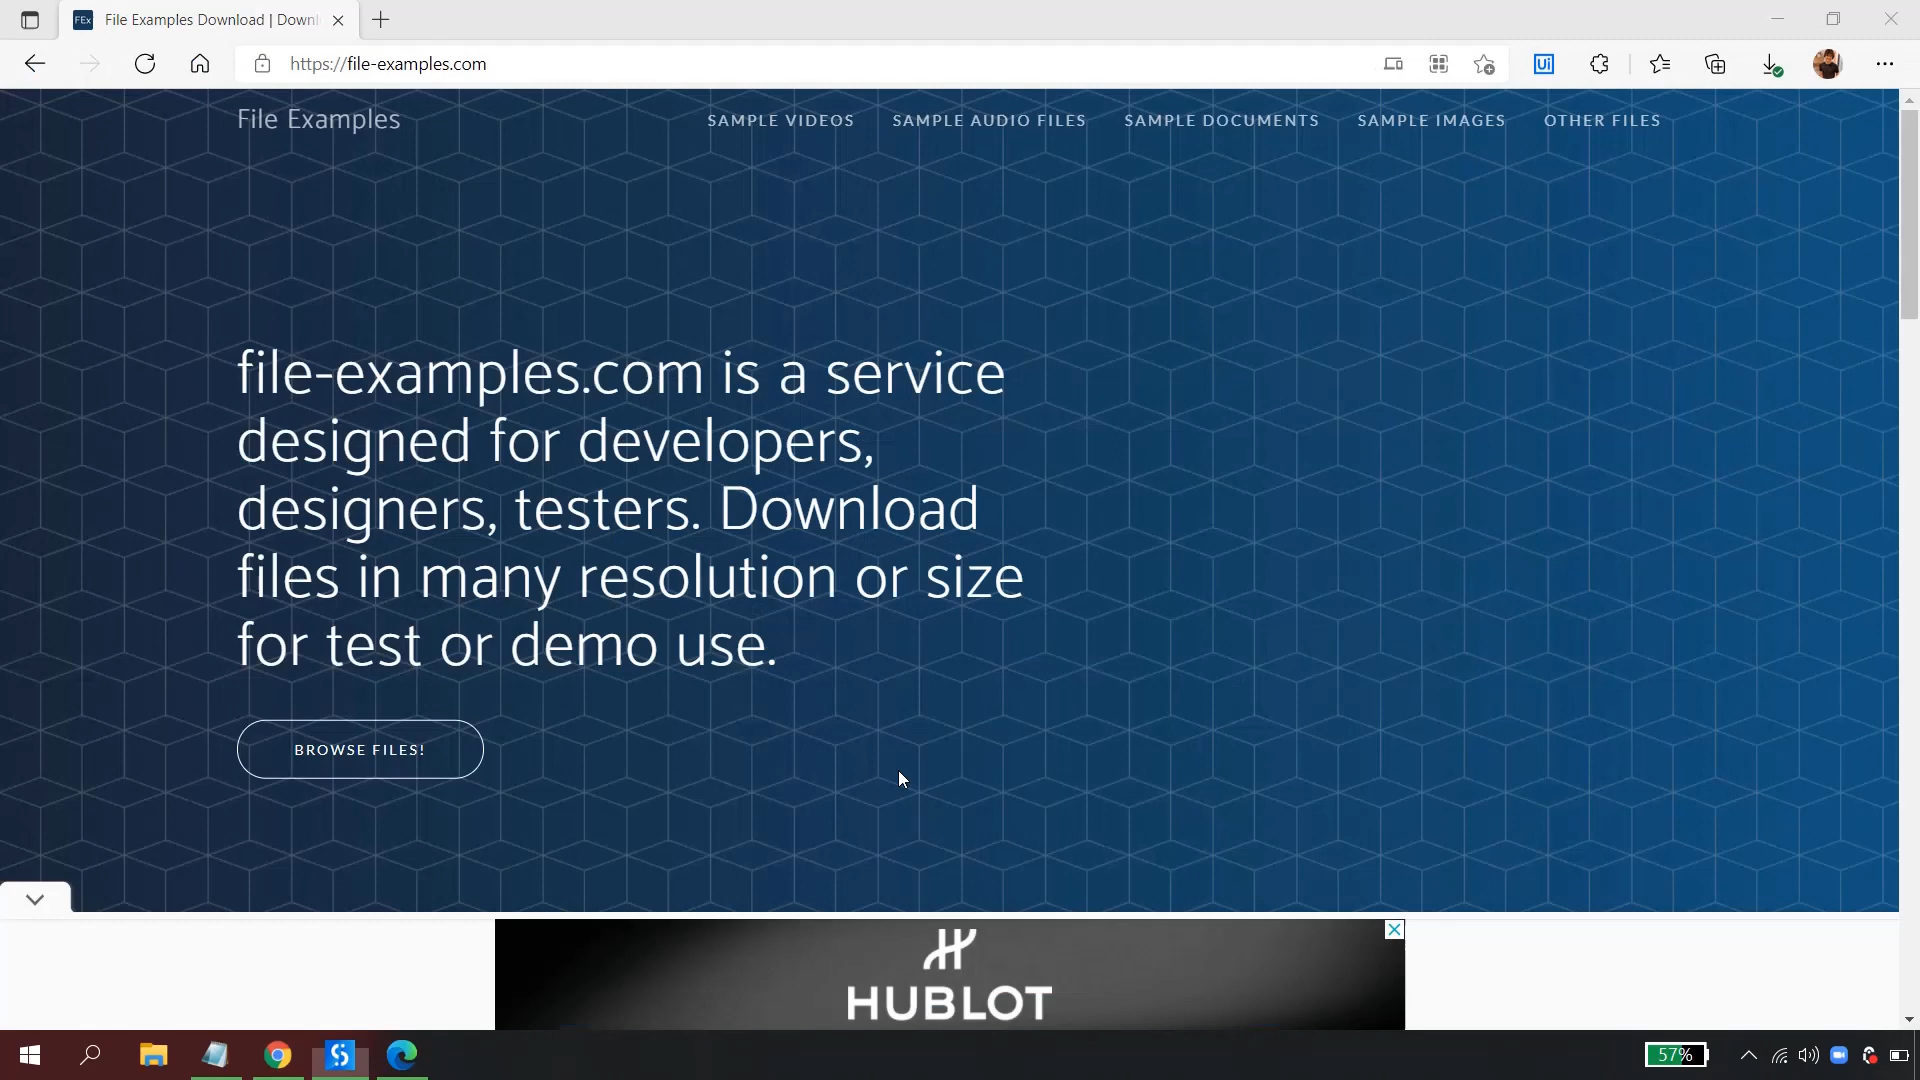 FEx File Examples Download | Downl
https://file-examples.com
Ui
File Examples
SAMPLE VIDEOS
SAMPLE AUDIO FILES
SAMPLE DOCUMENTS
SAMPLE IMAGES
OTHER FILES
file-examples.com is a service
designed for developers,
designers, testers. Download
files in many resolution or size
for test or demo use.
BROWSE FILES!
HUBLOT
57%